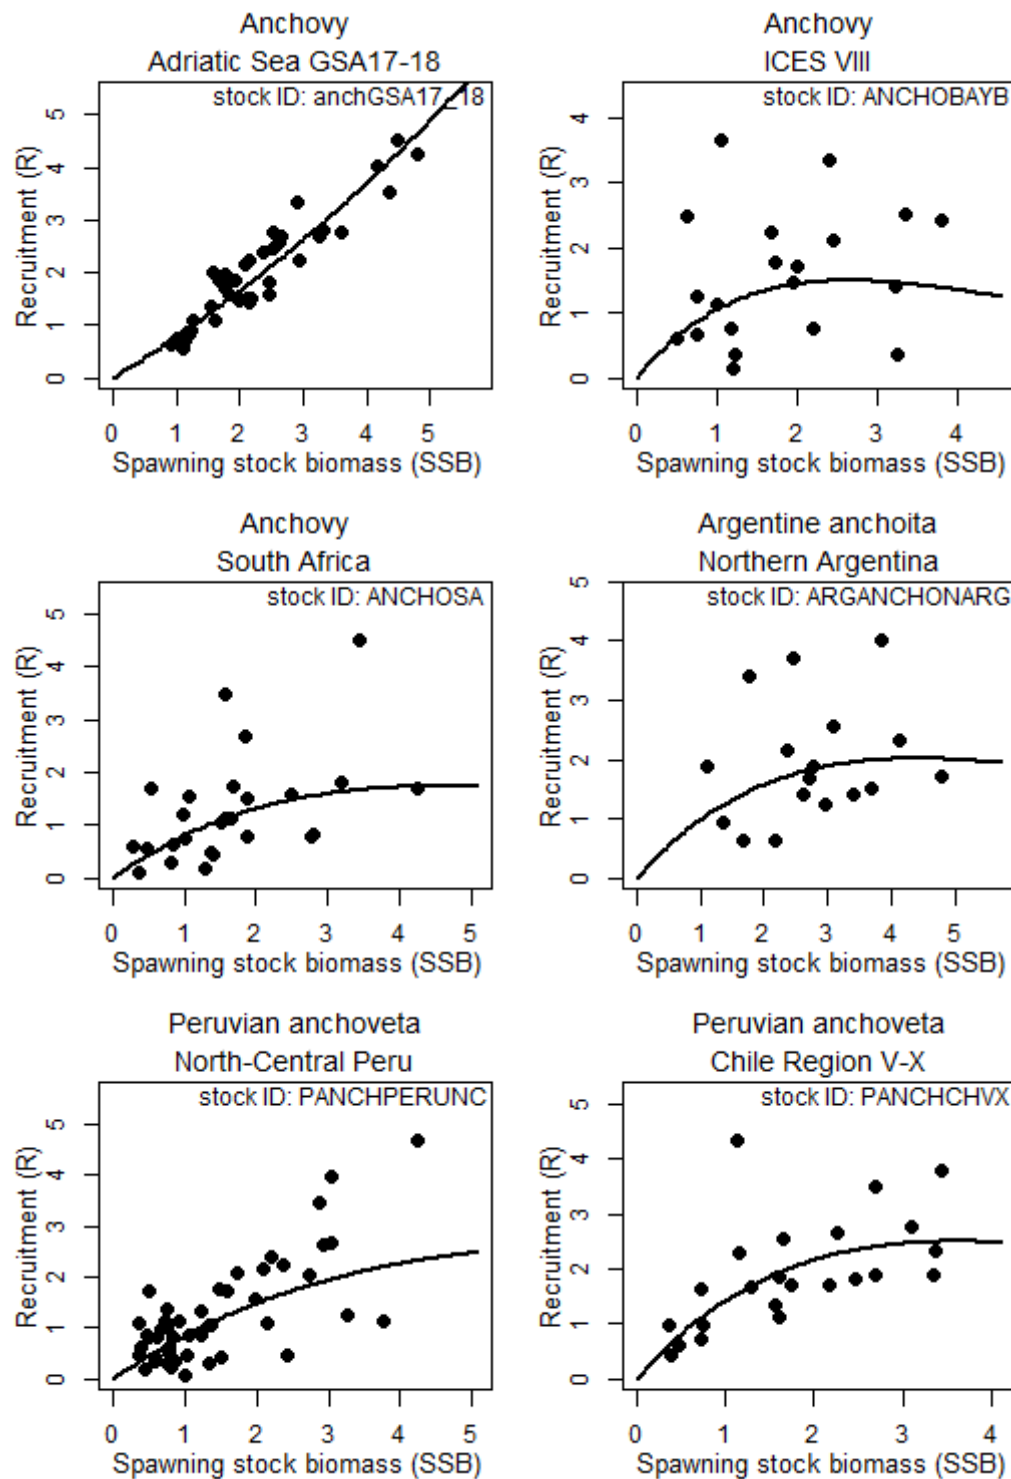 Anchovy
Adriatic Sea GSA17-18
stock ID: anchGSA17_18
Recruitment (R)
5
4
3
2
1
0
0 1 2 3 4 5
Spawning stock biomass (SSB)
Anchovy
ICES VIII
stock ID: ANCHOBAYB
Recruitment (R)
4
3
2
1
0
0 1 2 3 4
Spawning stock biomass (SSB)
Anchovy
South Africa
stock ID: ANCHOSA
Recruitment (R)
5
4
3
2
1
0
0 1 2 3 4 5
Spawning stock biomass (SSB)
Argentine anchoita
Northern Argentina
stock ID: ARGANCHONARG
Recruitment (R)
5
4
3
2
1
0
0 1 2 3 4 5
Spawning stock biomass (SSB)
Peruvian anchoveta
North-Central Peru
stock ID: PANCHPERUNC
Recruitment (R)
5
4
3
2
1
0
0 1 2 3 4 5
Spawning stock biomass (SSB)
Peruvian anchoveta
Chile Region V-X
stock ID: PANCHCHVX
Recruitment (R)
5
4
3
2
1
0
0 1 2 3 4
Spawning stock biomass (SSB)